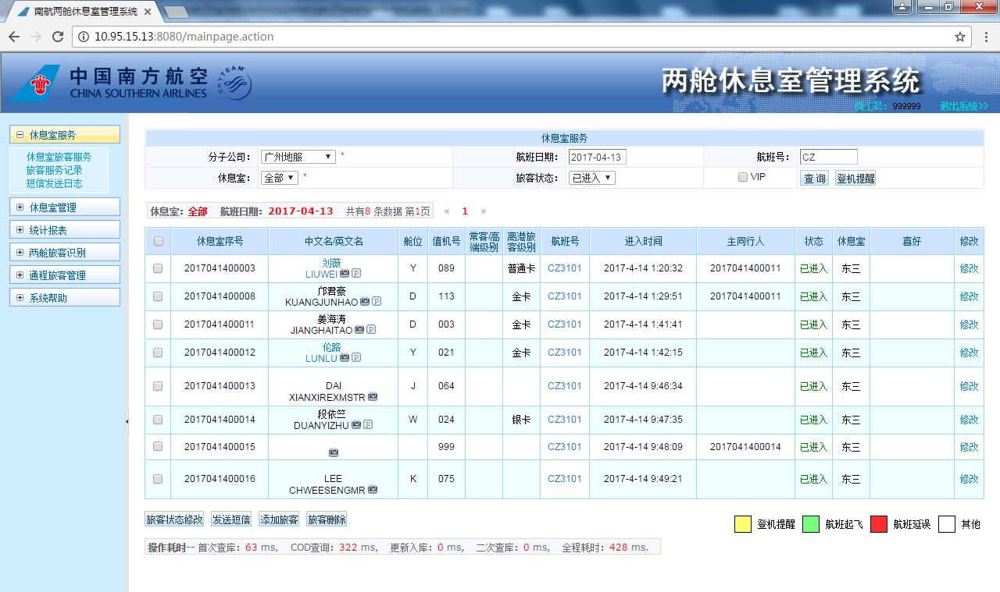 南航两舱休息室管理系统
10.95.15.13:8080/mainpage.action
中国南方航空 SKYTEAM
CHINA SOUTHERN AIRLINES
两舱休息室管理系统
员工号： 999999 退出系统>>
休息室服务
休息室旅客服务
旅客服务记录
短信发送日志
休息室管理
统计报表
两舱旅客识别
通程旅客管理
系统帮助
休息室服务
分子公司： 广州地服 * 航班日期： 2017-04-13 航班号： CZ
休息室： 全部 * 旅客状态： 已进入 VIP 查 询 登机提醒
休息室：全部 航班日期：2017-04-13 共有8 条数据 第1页 « 1 »
休息室序号 中文名/英文名 舱位 值机号 常客/高端级别 离港旅客级别 航班号 进入时间 主同行人 状态 休息室 喜好 修改
2017041400003 刘薇 LIUWEI P Y 089 普通卡 CZ3101 2017-4-14 1:20:32 2017041400011 已进入 东三 修改
2017041400008 邝君豪 KUANGJUNHAO P D 113 金卡 CZ3101 2017-4-14 1:29:51 2017041400011 已进入 东三 修改
2017041400011 姜海涛 JIANGHAITAO P D 003 金卡 CZ3101 2017-4-14 1:41:41 已进入 东三 修改
2017041400012 伦路 LUNLU P Y 021 金卡 CZ3101 2017-4-14 1:42:15 已进入 东三 修改
2017041400013 DAI XIANXIREXMSTR J 064 CZ3101 2017-4-14 9:46:34 已进入 东三 修改
2017041400014 段依竺 DUANYIZHU P W 024 银卡 CZ3101 2017-4-14 9:47:35 已进入 东三 修改
2017041400015 999 CZ3101 2017-4-14 9:48:09 2017041400014 已进入 东三 修改
2017041400016 LEE CHWEESENGMR K 075 CZ3101 2017-4-14 9:49:21 已进入 东三 修改
旅客状态修改 发送短信 添加旅客 旅客删除
登机提醒 航班起飞 航班延误 其他
操作耗时-- 首次查库：63 ms, COD查询：322 ms, 更新入库：0 ms, 二次查库：0 ms, 全程耗时：428 ms.